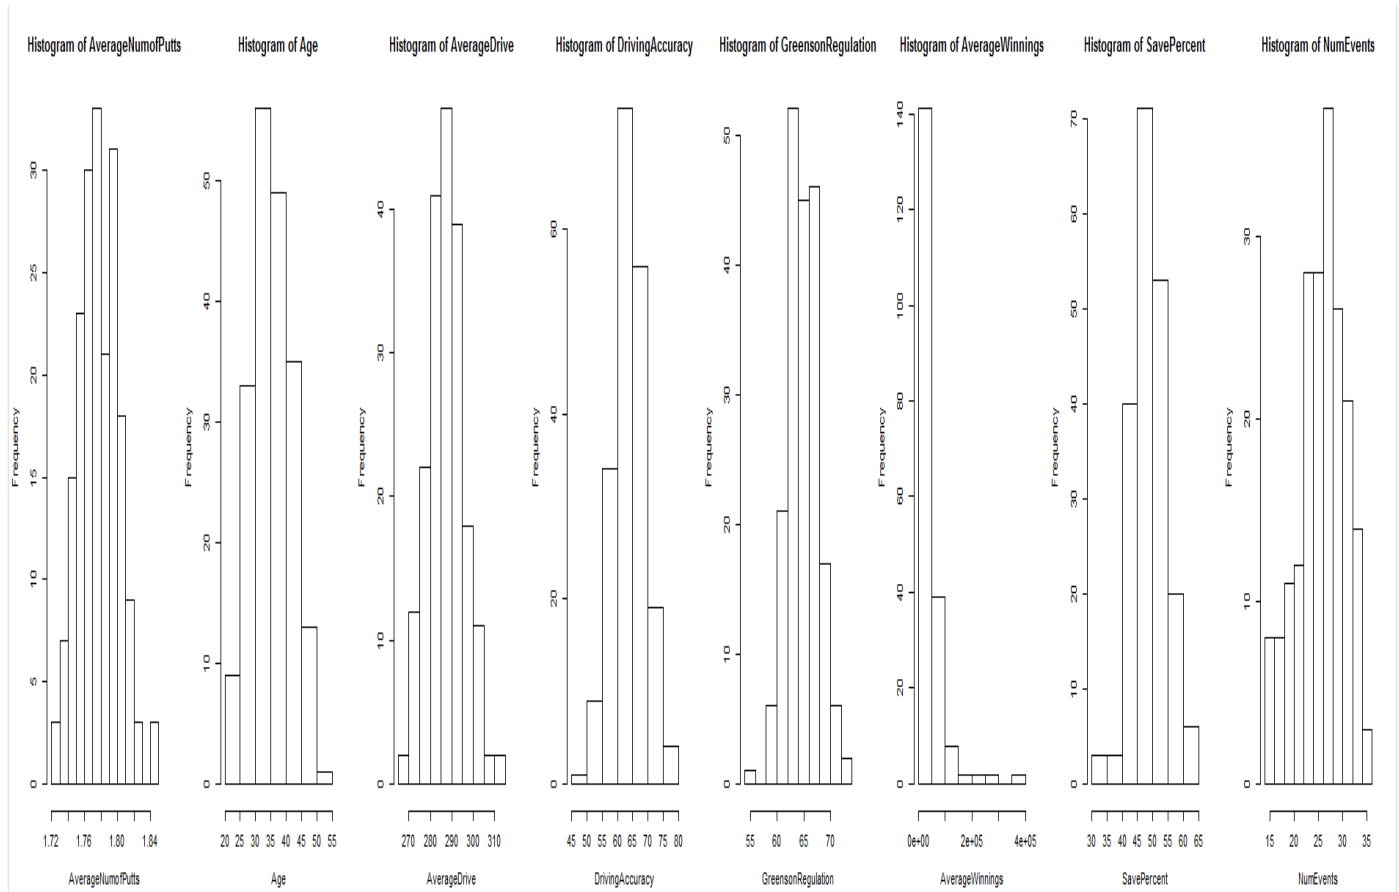 Histogram of AverageNumofPutts
Frequency
30
25
20
15
10
5
0
1.72 1.76 1.80 1.84
AverageNumofPutts
Histogram of Age
Frequency
50
40
30
20
10
0
20 25 30 35 40 45 50 55
Age
Histogram of AverageDrive
Frequency
40
30
20
10
0
270 280 290 300 310
AverageDrive
Histogram of DrivingAccuracy
Frequency
60
40
20
0
45 50 55 60 65 70 75 80
DrivingAccuracy
Histogram of GreensonRegulation
Frequency
50
40
30
20
10
0
55 60 65 70
GreensonRegulation
Histogram of AverageWinnings
Frequency
140
120
100
80
60
40
20
0
0e+00 2e+05 4e+05
AverageWinnings
Histogram of SavePercent
Frequency
70
60
50
40
30
20
10
0
30 35 40 45 50 55 60 65
SavePercent
Histogram of NumEvents
Frequency
30
20
10
0
15 20 25 30 35
NumEvents